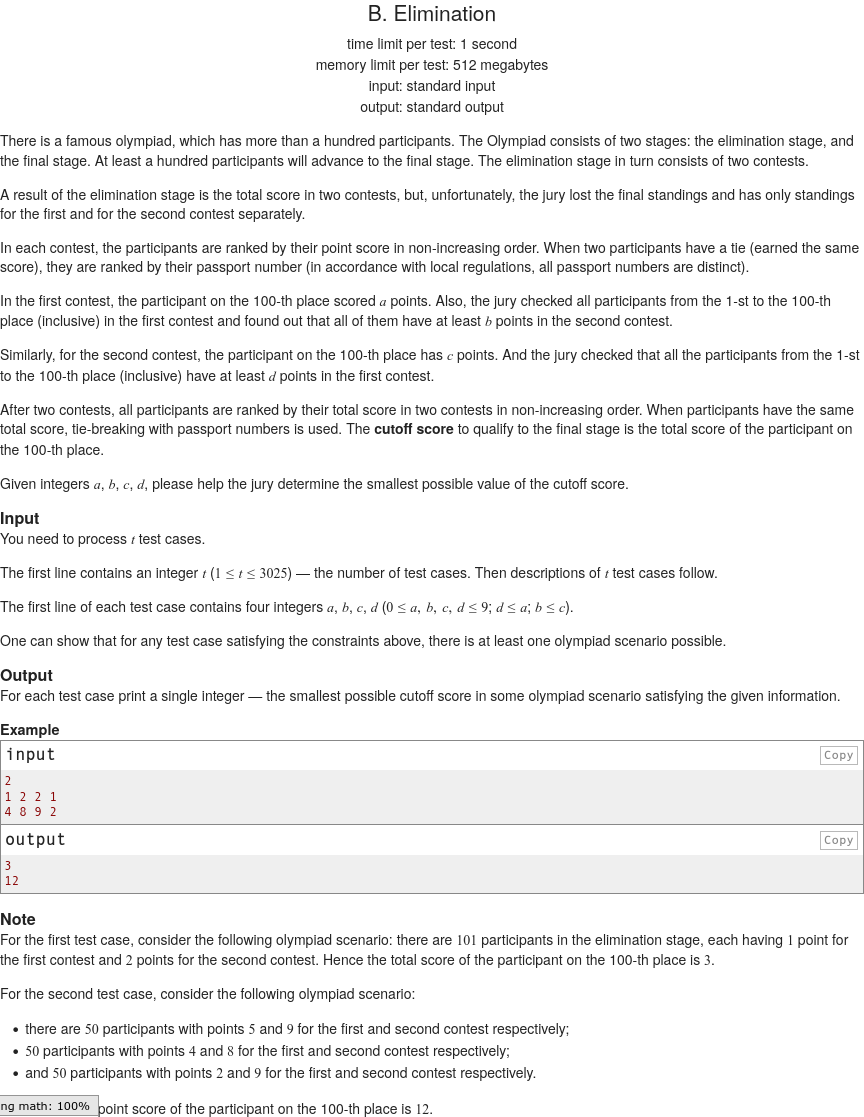 B. Elimination
time limit per test: 1 second
memory limit per test: 512 megabytes
input: standard input
output: standard output
There is a famous olympiad, which has more than a hundred participants. The Olympiad consists of two stages: the elimination stage, and
the final stage. At least a hundred participants will advance to the final stage. The elimination stage in turn consists of two contests.
A result of the elimination stage is the total score in two contests, but, unfortunately, the jury lost the final standings and has only standings
for the first and for the second contest separately.
In each contest, the participants are ranked by their point score in non-increasing order. When two participants have a tie (earned the same
score), they are ranked by their passport number (in accordance with local regulations, all passport numbers are distinct).
In the first contest, the participant on the 100-th place scored a points. Also, the jury checked all participants from the 1-st to the 100-th
place (inclusive) in the first contest and found out that all of them have at least b points in the second contest.
Similarly, for the second contest, the participant on the 100-th place has c points. And the jury checked that all the participants from the 1-st
to the 100-th place (inclusive) have at least d points in the first contest.
After two contests, all participants are ranked by their total score in two contests in non-increasing order. When participants have the same
total score, tie-breaking with passport numbers is used. The cutoff score to qualify to the final stage is the total score of the participant on
the 100-th place.
Given integers a, b, c, d, please help the jury determine the smallest possible value of the cutoff score.
Input
You need to process t test cases.
The first line contains an integer t (1 ≤ t ≤ 3025) — the number of test cases. Then descriptions of t test cases follow.
The first line of each test case contains four integers a, b, c, d (0 ≤ a, b, c, d ≤ 9; d ≤ a; b ≤ c).
One can show that for any test case satisfying the constraints above, there is at least one olympiad scenario possible.
Output
For each test case print a single integer — the smallest possible cutoff score in some olympiad scenario satisfying the given information.
Example
input
Copy
2
1 2 2 1
4 8 9 2
output
Copy
3
12
Note
For the first test case, consider the following olympiad scenario: there are 101 participants in the elimination stage, each having 1 point for
the first contest and 2 points for the second contest. Hence the total score of the participant on the 100-th place is 3.
For the second test case, consider the following olympiad scenario:
• there are 50 participants with points 5 and 9 for the first and second contest respectively;
• 50 participants with points 4 and 8 for the first and second contest respectively;
• and 50 participants with points 2 and 9 for the first and second contest respectively.
ng math: 100% point score of the participant on the 100-th place is 12.